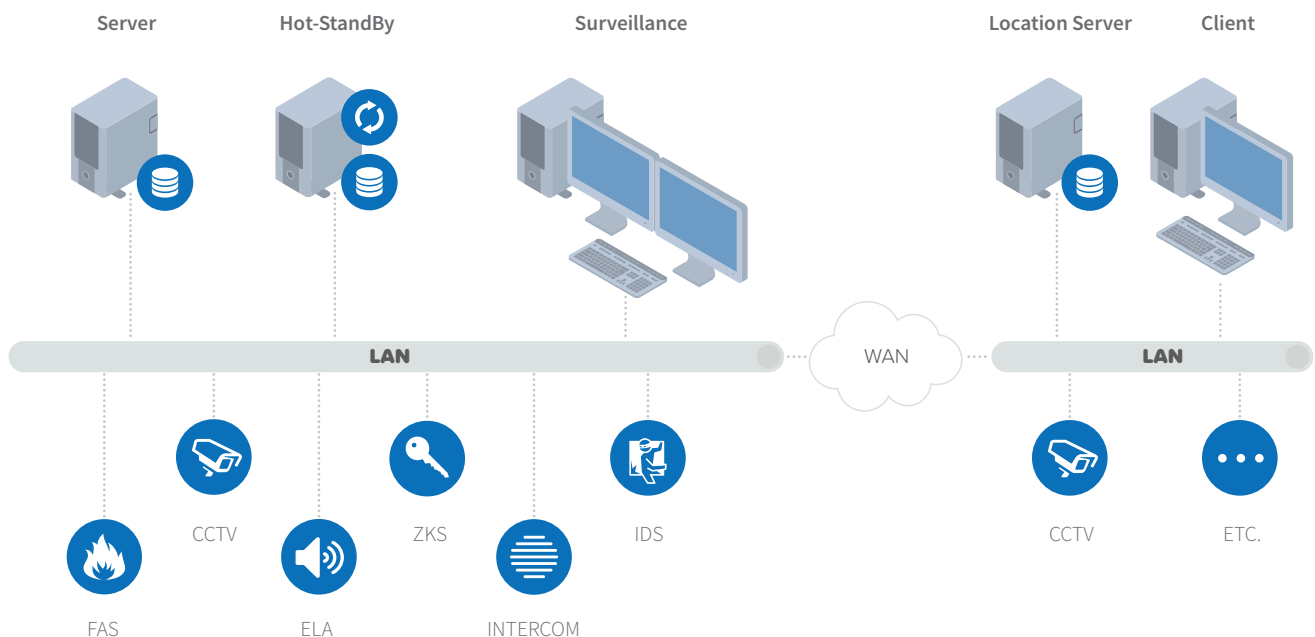 Server
Hot-StandBy
Surveillance
Location Server
Client
LAN
WAN
LAN
CCTV
ZKS
IDS
CCTV
ETC.
FAS
ELA
INTERCOM